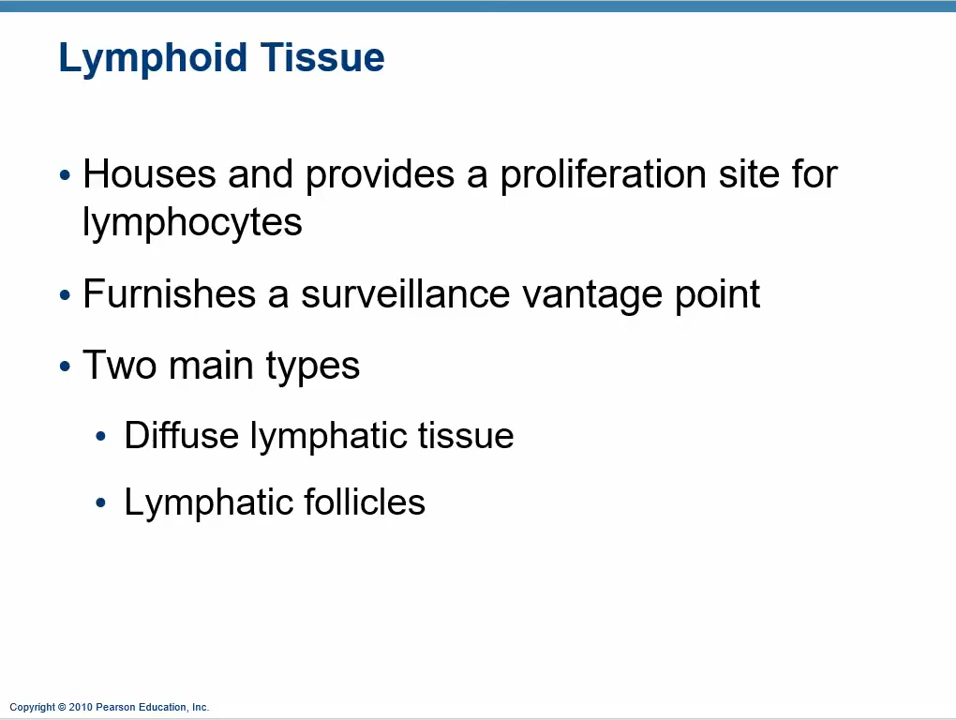 Lymphoid Tissue
• Houses and provides a proliferation site for
lymphocytes
• Furnishes a surveillance vantage point
• Two main types
• Diffuse lymphatic tissue
• Lymphatic follicles
Copyright © 2010 Pearson Education, Inc.